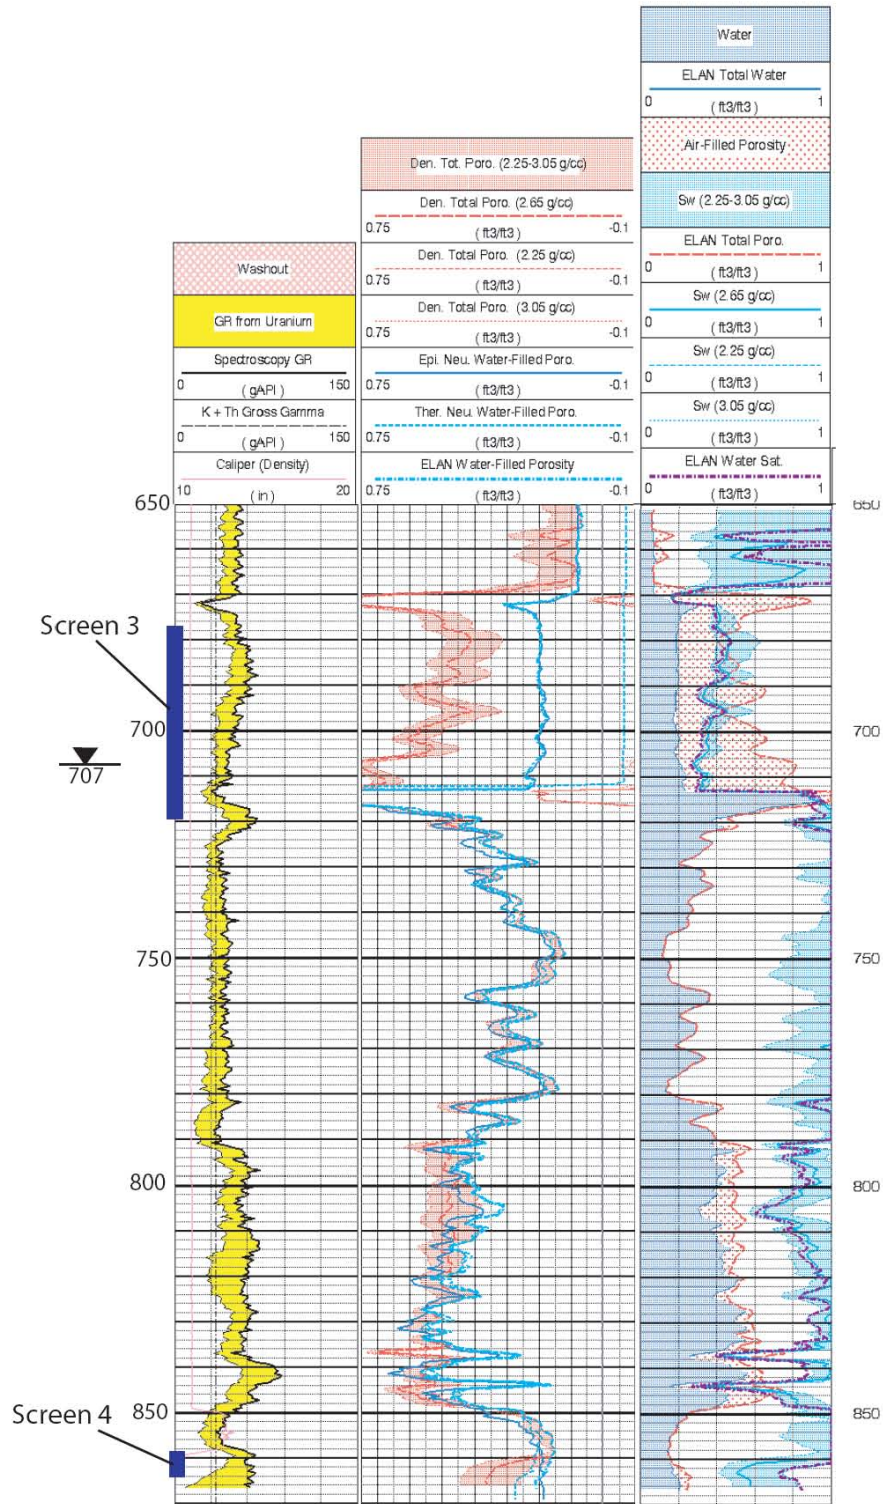 Water
ELAN Total Water
0 (ft3/ft3) 1
Air-Filled Porosity
Sw (2.25-3.05 g/cc)
ELAN Total Poro.
0 (ft3/ft3) 1
Sw (2.65 g/cc)
0 (ft3/ft3) 1
Sw (2.25 g/cc)
0 (ft3/ft3) 1
Sw (3.05 g/cc)
0 (ft3/ft3) 1
ELAN Water Sat.
0 (ft3/ft3) 1
Den. Tot. Poro. (2.25-3.05 g/cc)
Den. Total Poro. (2.65 g/cc)
0.75 (ft3/ft3) -0.1
Den. Total Poro. (2.25 g/cc)
0.75 (ft3/ft3) -0.1
Den. Total Poro. (3.05 g/cc)
0.75 (ft3/ft3) -0.1
Epi. Neu. Water-Filled Poro.
0.75 (ft3/ft3) -0.1
Ther. Neu. Water-Filled Poro.
0.75 (ft3/ft3) -0.1
ELAN Water-Filled Porosity
0.75 (ft3/ft3) -0.1
Washout
GR from Uranium
Spectroscopy GR
0 (gAPI) 150
K + Th Gross Gamma
0 (gAPI) 150
Caliper (Density)
10 (in) 20
650 650
Screen 3
700 700
707
750 750
800 800
Screen 4
850 850